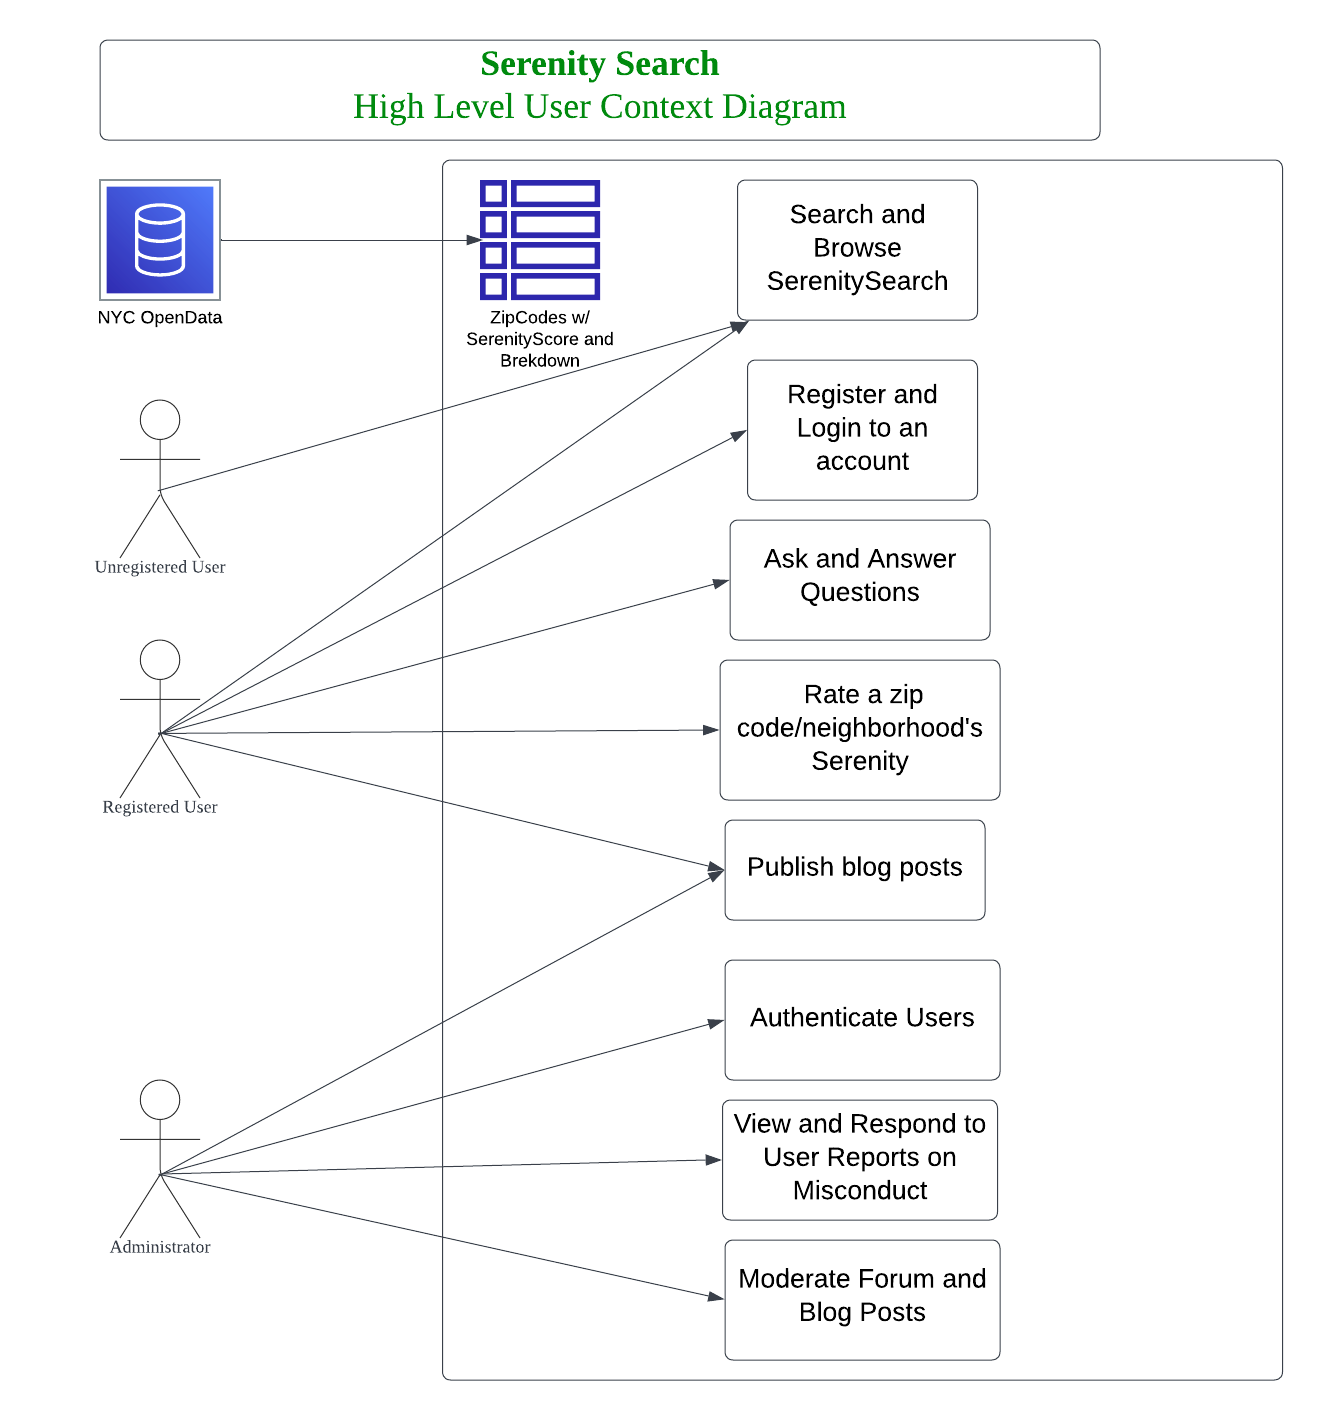 Serenity Search
High Level User Context Diagram
NYC OpenData
ZipCodes w/
SerenityScore and
Brekdown
Search and
Browse
SerenitySearch
Register and
Login to an
account
Unregistered User
Ask and Answer
Questions
Rate a zip
code/neighborhood's
Serenity
Registered User
Publish blog posts
Authenticate Users
View and Respond to
User Reports on
Misconduct
Administrator
Moderate Forum and
Blog Posts